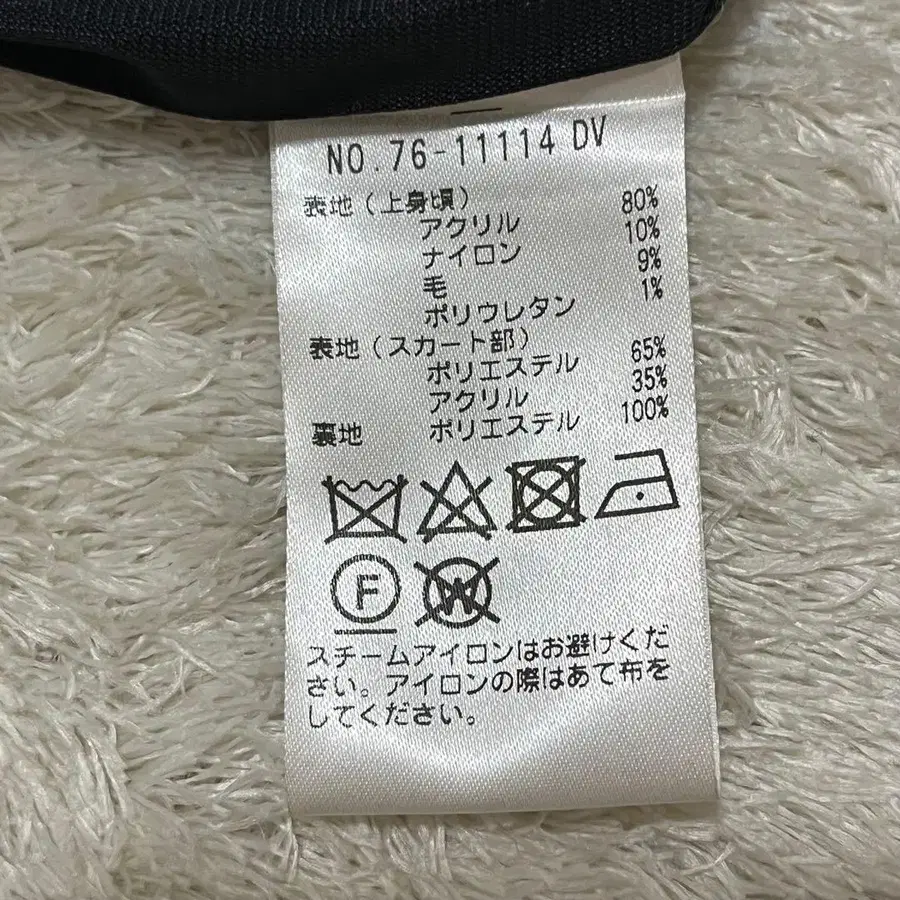 NO.76-11114 DV
表地(上身頃)
アクリル 80%
ナイロン 10%
毛 9%
ポリウレタン 1%
表地(スカート部)
ポリエステル 65%
アクリル 35%
裏地 ポリエステル 100%
F
W
スチームアイロンはお避けくだ
さい。アイロンの際はあて布を
してください。